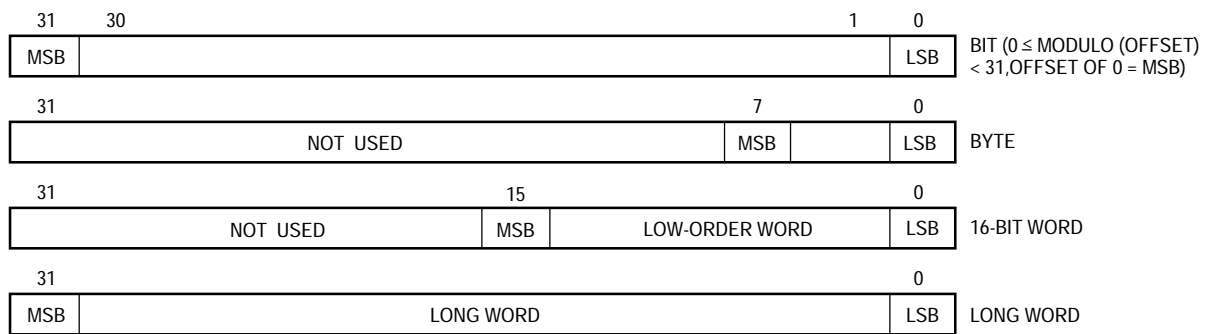 31 30 1 0
MSB LSB BIT (0 ≤ MODULO (OFFSET)
< 31,OFFSET OF 0 = MSB)
31 7 0
NOT USED MSB LSB BYTE
31 15 0
NOT USED MSB LOW-ORDER WORD LSB 16-BIT WORD
31 0
MSB LONG WORD LSB LONG WORD